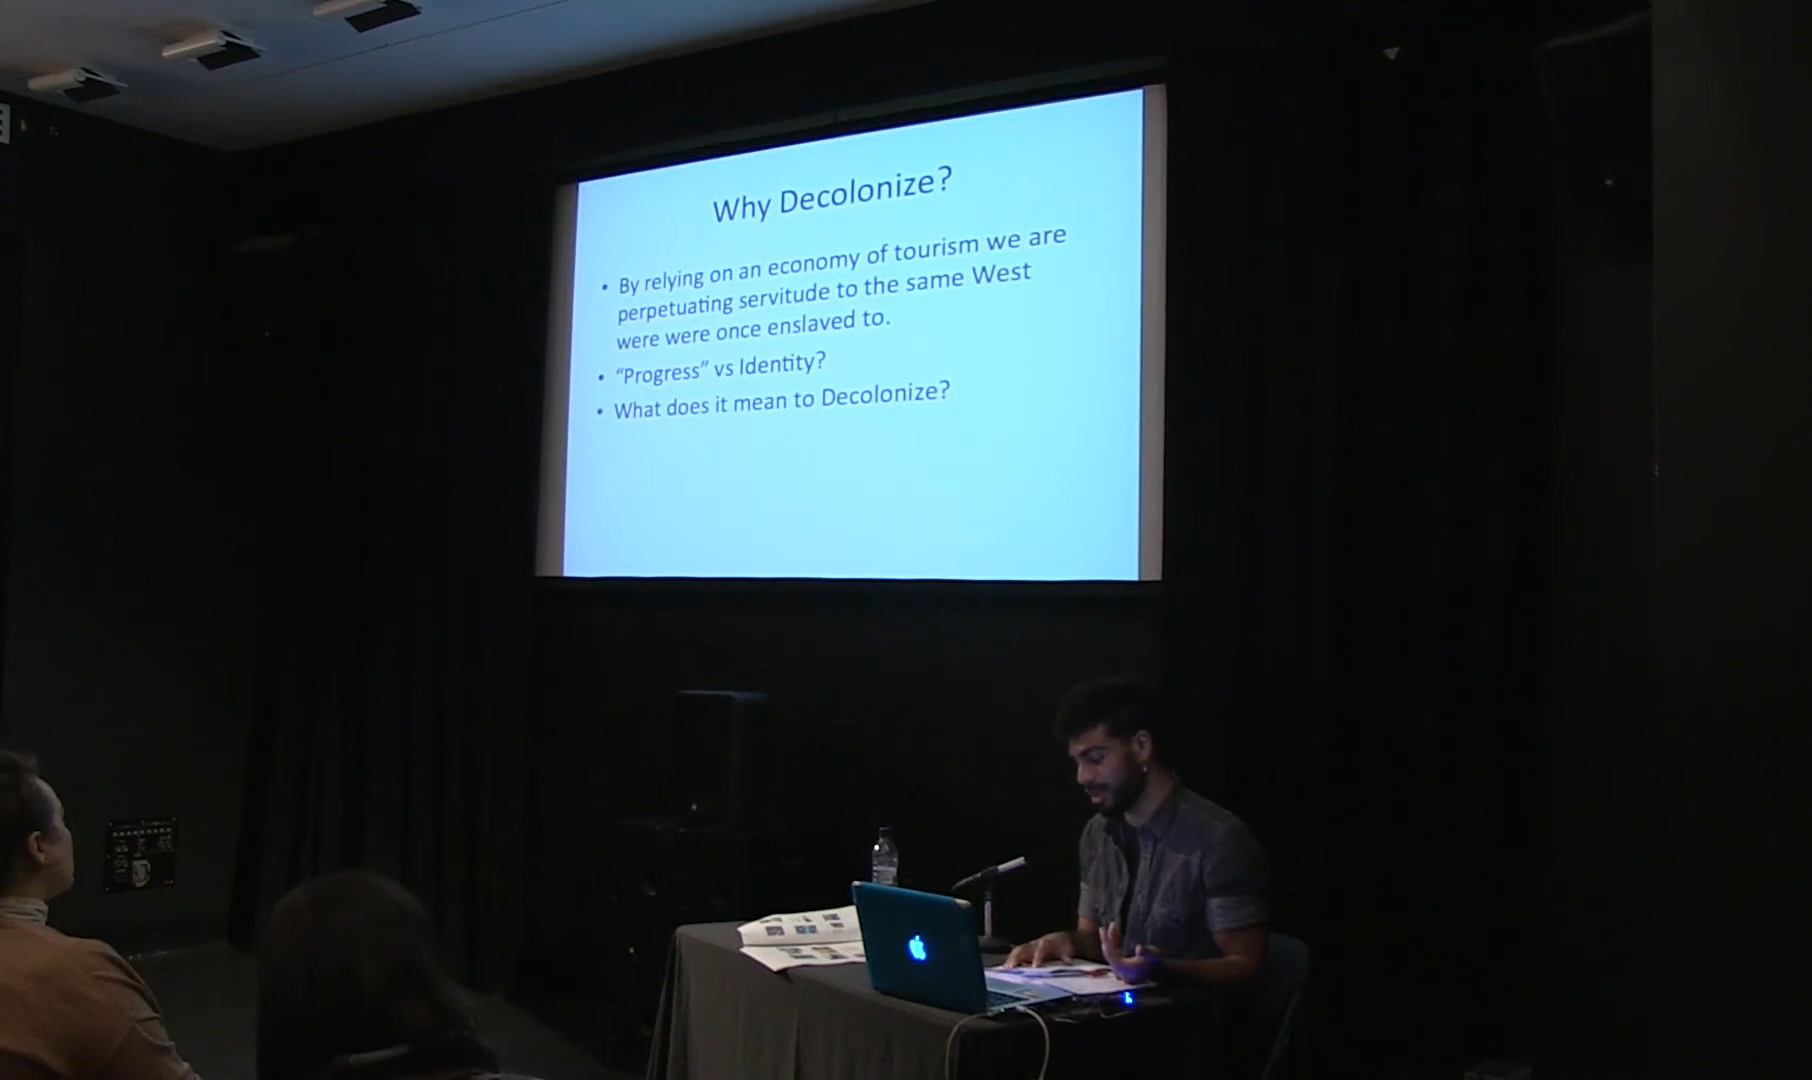 Why Decolonize?
• By relying on an economy of tourism we are
perpetuating servitude to the same West
were were once enslaved to.
• “Progress” vs Identity?
• What does it mean to Decolonize?